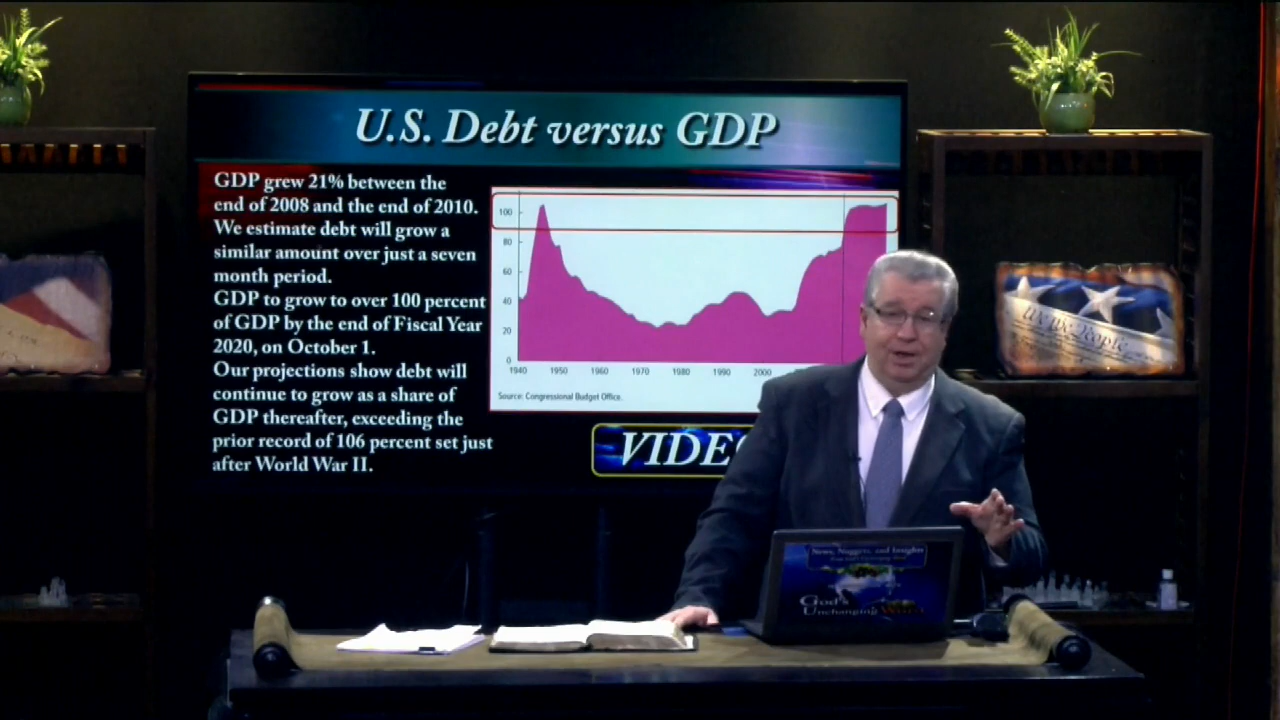 U.S. Debt versus GDP
GDP grew 21% between the
end of 2008 and the end of 2010.
We estimate debt will grow a
similar amount over just a seven
month period.
GDP to grow to over 100 percent
of GDP by the end of Fiscal Year
2020, on October 1.
Our projections show debt will
continue to grow as a share of
GDP thereafter, exceeding the
prior record of 106 percent set just
after World War II.
100
80
60
40
20
0
1940 1950 1960 1970 1980 1990 2000
Source: Congressional Budget Office.
VIDE
We the People
News, Nuggets, and Insights
God's
Unchanging Word